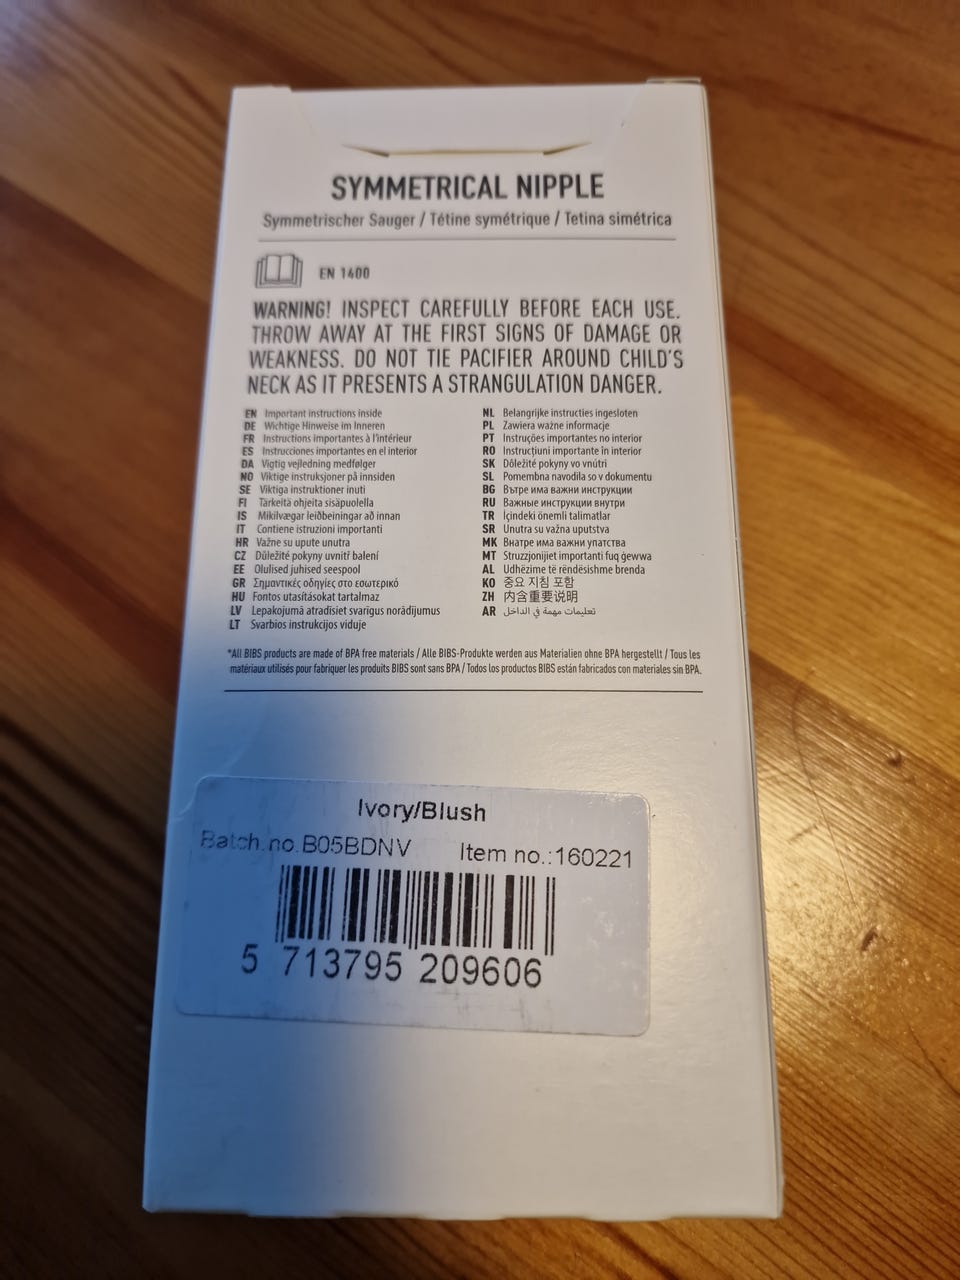 SYMMETRICAL NIPPLE
Symmetrischer Sauger / Tétine symétrique / Tetina simétrica
EN 1400
WARNING! INSPECT CAREFULLY BEFORE EACH USE.
THROW AWAY AT THE FIRST SIGNS OF DAMAGE OR
WEAKNESS. DO NOT TIE PACIFIER AROUND CHILD'S
NECK AS IT PRESENTS A STRANGULATION DANGER.
EN Important instructions inside
DE Wichtige Hinweise im Inneren
FR Instructions importantes à l'intérieur
ES Instrucciones importantes en el interior
DA Vigtig vejledning medfølger
NO Viktige instruksjoner på innsiden
SE Viktiga instruktioner inuti
FI Tärkeitä ohjeita sisäpuolella
IS Mikilvægar leiðbeiningar að innan
IT Contiene istruzioni importanti
HR Važne su upute unutra
CZ Důležité pokyny uvnitř balení
EE Olulised juhised seespool
GR Σημαντικές οδηγίες στο εσωτερικό
HU Fontos utasításokat tartalmaz
LV Lepakojumā atradīsiet svarīgus norādījumus
LT Svarbios instrukcijos viduje
NL Belangrijke instructies ingesloten
PL Zawiera ważne informacje
PT Instruções importantes no interior
RO Instrucțiuni importante în interior
SK Dôležité pokyny vo vnútri
SL Pomembna navodila so v dokumentu
BG Вътре има важни инструкции
RU Важные инструкции внутри
TR İçindeki önemli talimatlar
SR Unutra su važna uputstva
MK Внатре има важни упатства
MT Struzzjonijiet importanti fuq ġewwa
AL Udhëzime të rëndësishme brenda
KO 중요 지침 포함
ZH 内含重要说明
AR تعليمات مهمة في الداخل
*All BIBS products are made of BPA free materials / Alle BIBS-Produkte werden aus Materialien ohne BPA hergestellt / Tous les
matériaux utilisés pour fabriquer les produits BIBS sont sans BPA / Todos los productos BIBS están fabricados con materiales sin BPA.
Ivory/Blush
Batch.no.B05BDNV Item no.:160221
5 713795 209606